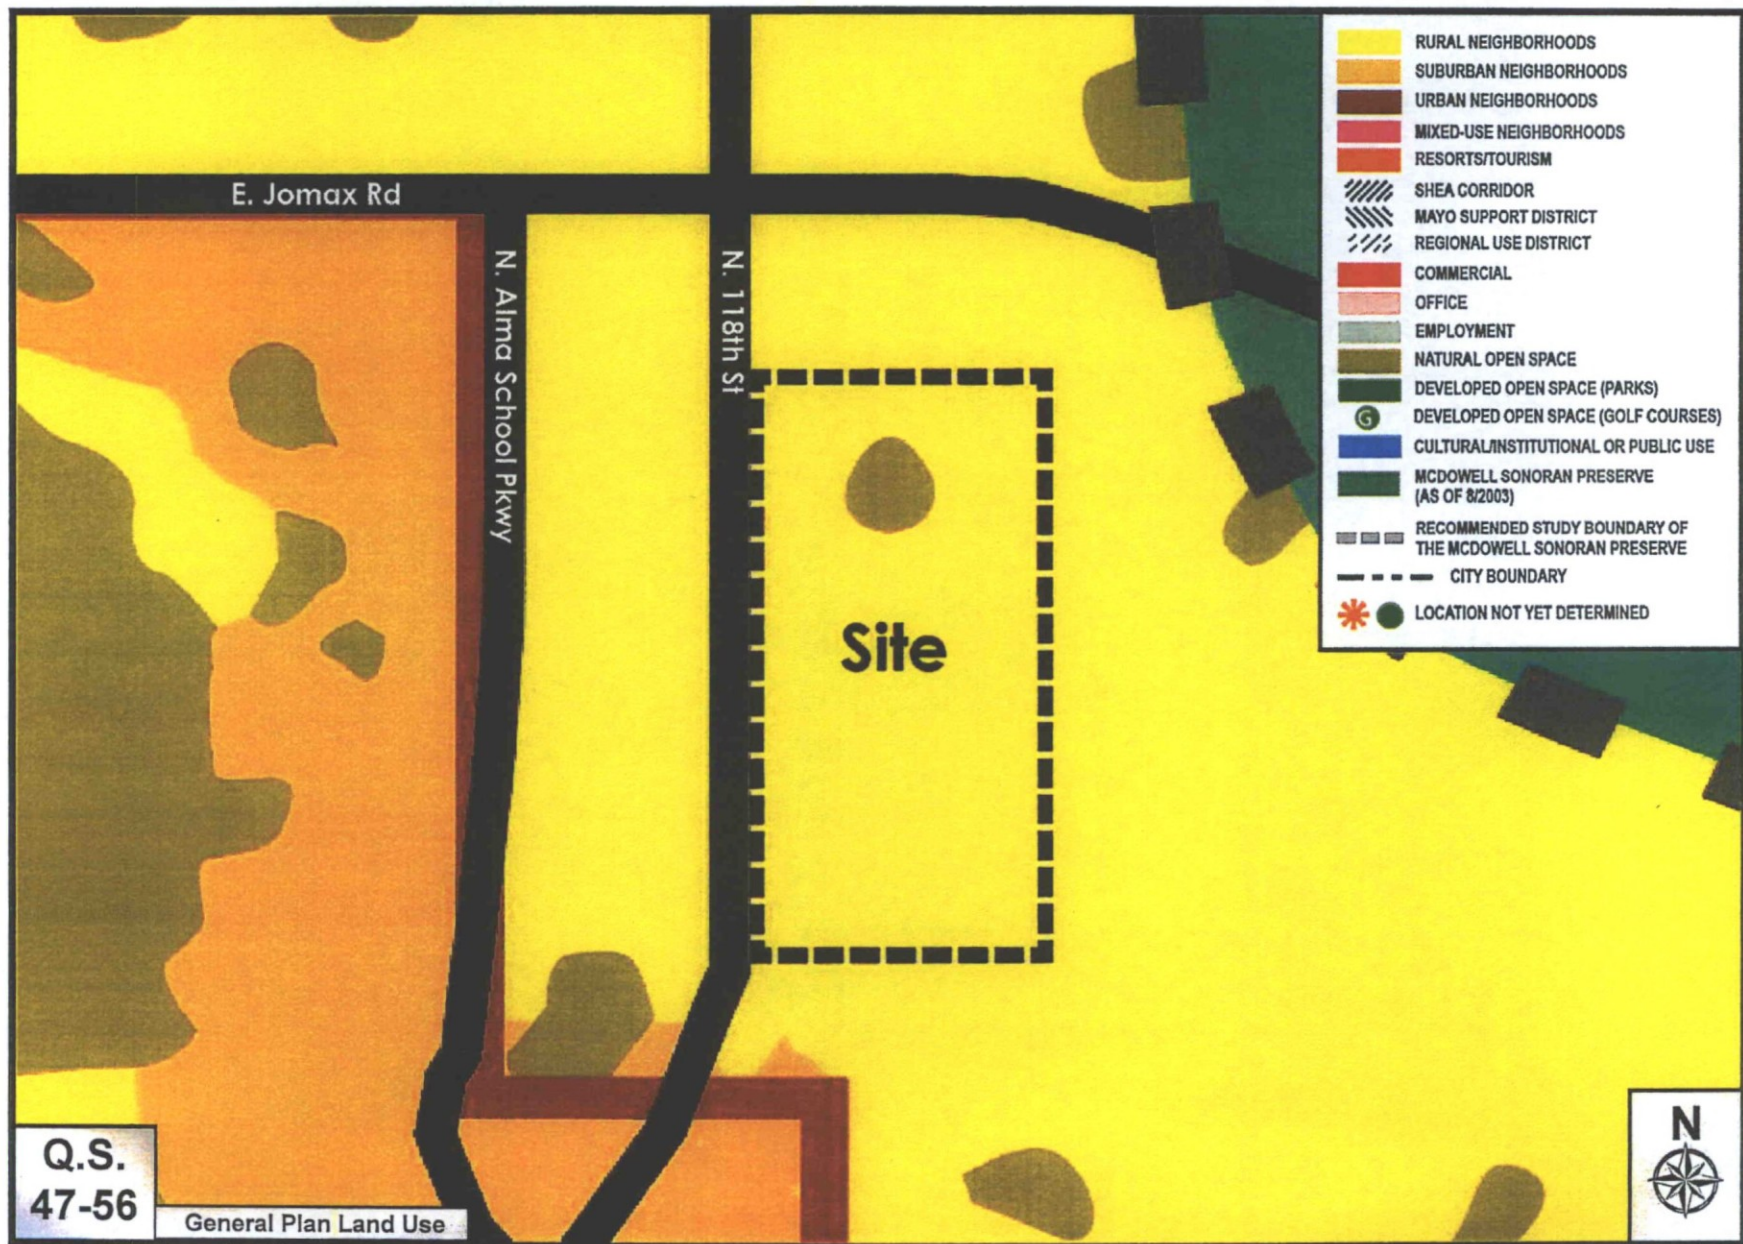 RURAL NEIGHBORHOODS
SUBURBAN NEIGHBORHOODS
URBAN NEIGHBORHOODS
MIXED-USE NEIGHBORHOODS
RESORTS/TOURISM
SHEA CORRIDOR
MAYO SUPPORT DISTRICT
REGIONAL USE DISTRICT
COMMERCIAL
OFFICE
EMPLOYMENT
NATURAL OPEN SPACE
DEVELOPED OPEN SPACE (PARKS)
G DEVELOPED OPEN SPACE (GOLF COURSES)
CULTURAL/INSTITUTIONAL OR PUBLIC USE
MCDOWELL SONORAN PRESERVE
(AS OF 8/2003)
RECOMMENDED STUDY BOUNDARY OF
THE MCDOWELL SONORAN PRESERVE
CITY BOUNDARY
LOCATION NOT YET DETERMINED
E. Jomax Rd
N. Alma School Pkwy
N. 118th St
Site
Q.S.
47-56
General Plan Land Use
N